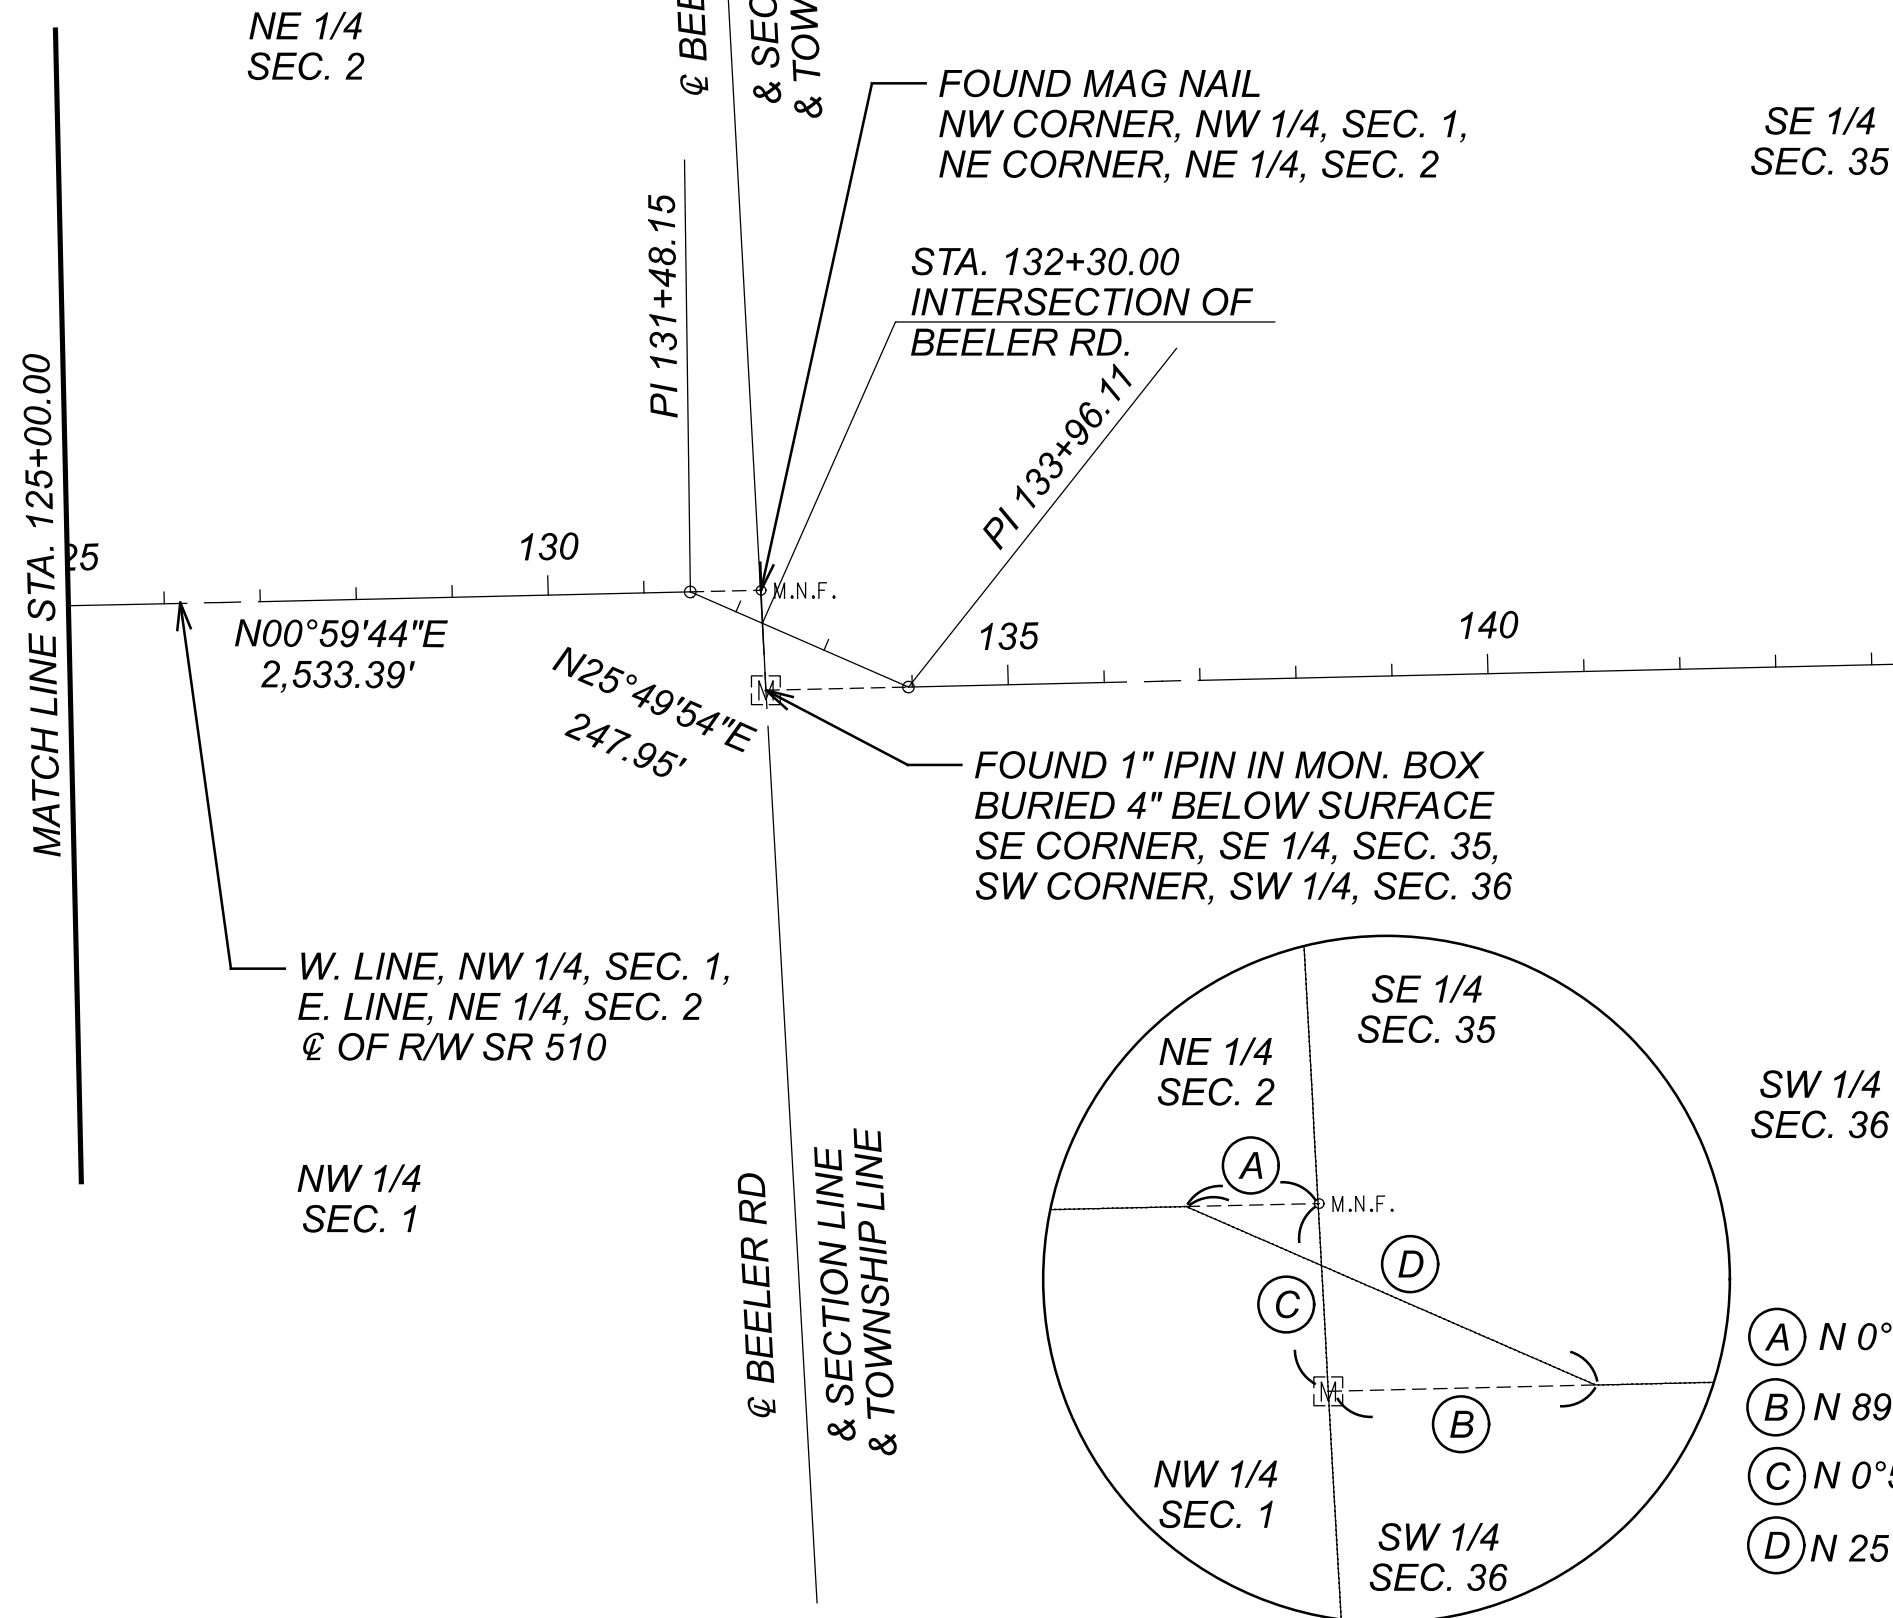 NE 1/4
SEC. 2
℄ BEE
& SEC
& TOW
FOUND MAG NAIL
NW CORNER, NW 1/4, SEC. 1,
NE CORNER, NE 1/4, SEC. 2
SE 1/4
SEC. 35
PI 131+48.15
STA. 132+30.00
INTERSECTION OF
BEELER RD.
PI 133+96.11
MATCH LINE STA. 125+00.00
25
130
M.N.F.
135
140
N00°59'44"E
2,533.39'
N25°49'54"E
247.95'
M
FOUND 1" IPIN IN MON. BOX
BURIED 4" BELOW SURFACE
SE CORNER, SE 1/4, SEC. 35,
SW CORNER, SW 1/4, SEC. 36
W. LINE, NW 1/4, SEC. 1,
E. LINE, NE 1/4, SEC. 2
℄ OF R/W SR 510
NW 1/4
SEC. 1
℄ BEELER RD
& SECTION LINE
& TOWNSHIP LINE
SE 1/4
SEC. 35
NE 1/4
SEC. 2
A
M.N.F.
D
C
M
B
NW 1/4
SEC. 1
SW 1/4
SEC. 36
SW 1/4
SEC. 36
A N 0°
B N 89
C N 0°5
D N 25